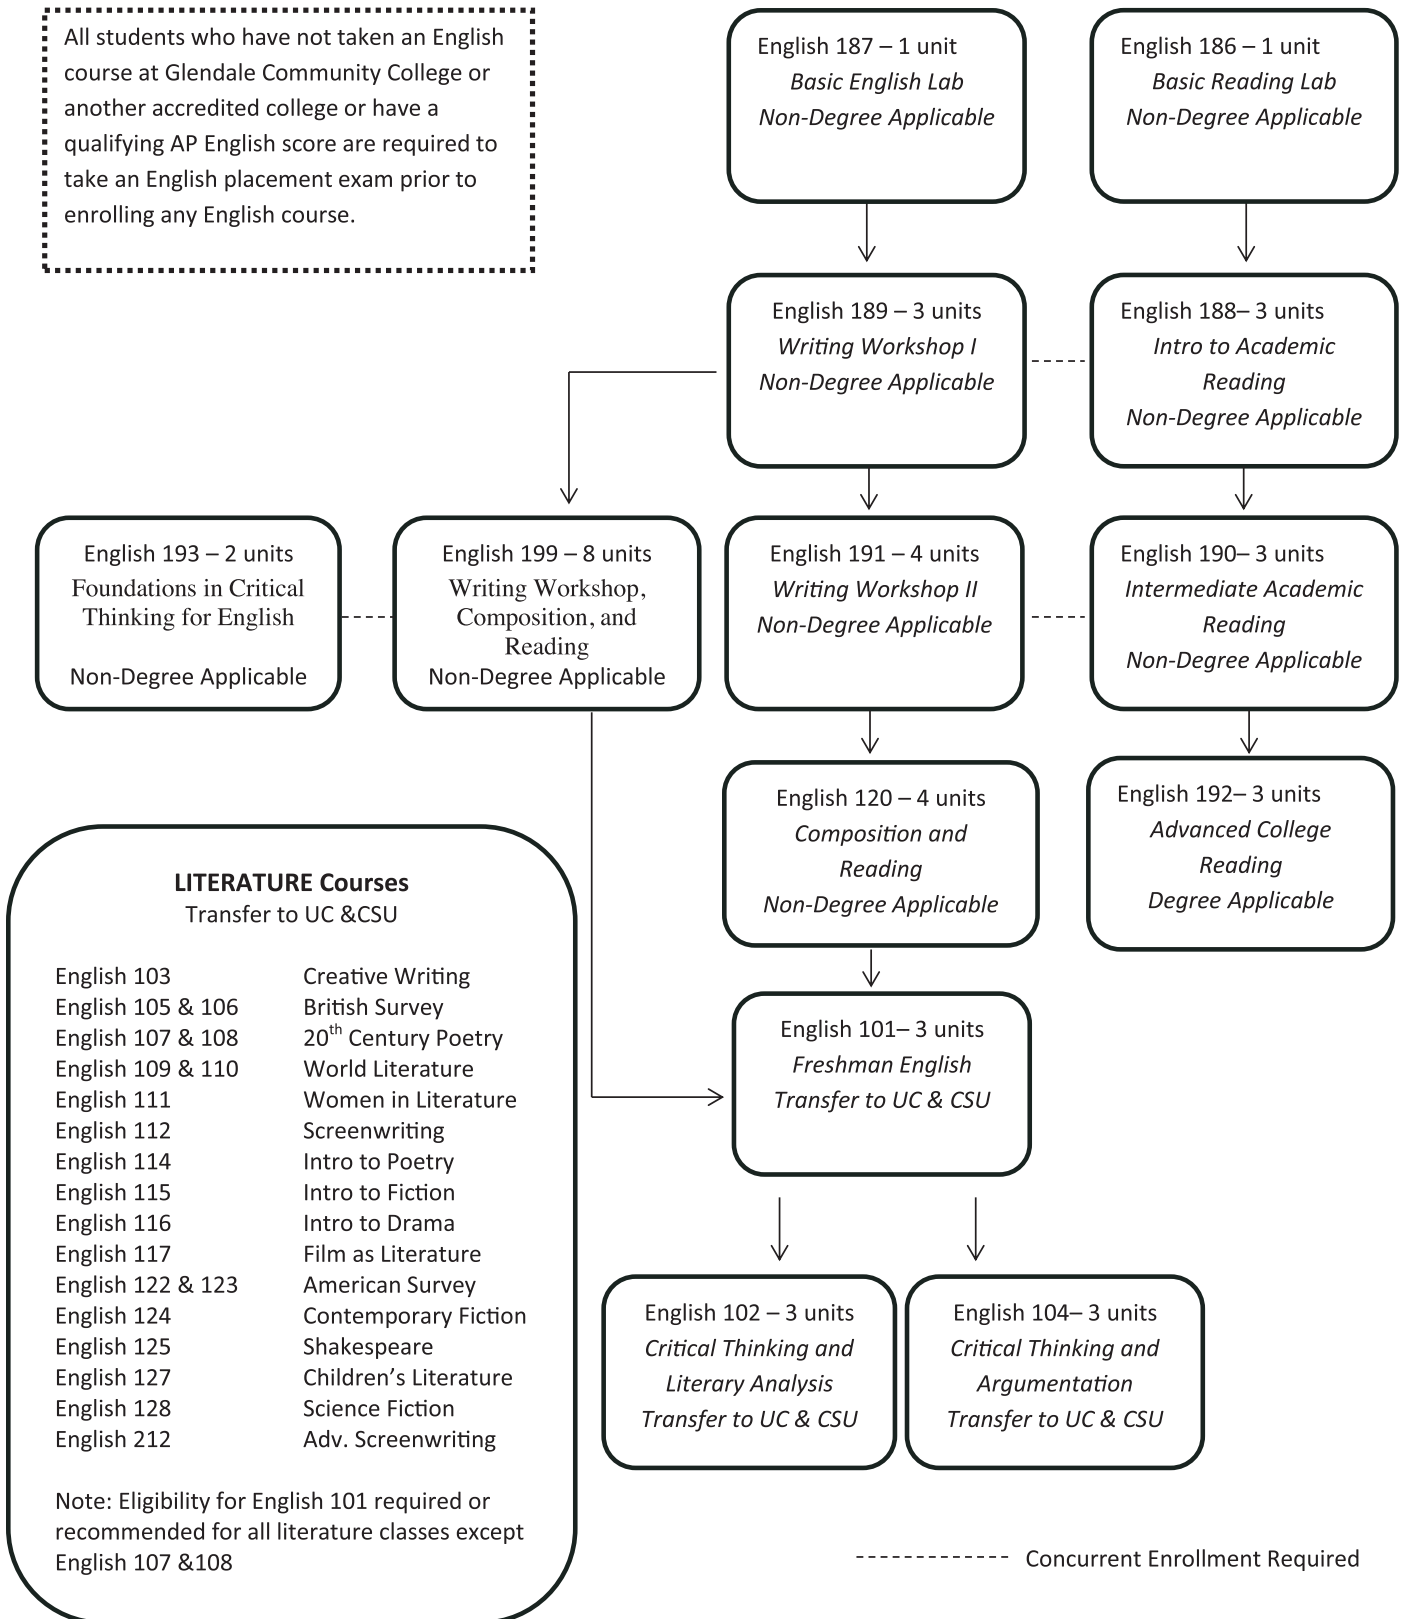 All students who have not taken an English
course at Glendale Community College or
another accredited college or have a
qualifying AP English score are required to
take an English placement exam prior to
enrolling any English course.
English 187 – 1 unit
Basic English Lab
Non-Degree Applicable
English 186 – 1 unit
Basic Reading Lab
Non-Degree Applicable
English 189 – 3 units
Writing Workshop I
Non-Degree Applicable
English 188– 3 units
Intro to Academic
Reading
Non-Degree Applicable
English 193 – 2 units
Foundations in Critical
Thinking for English
Non-Degree Applicable
English 199 – 8 units
Writing Workshop,
Composition, and
Reading
Non-Degree Applicable
English 191 – 4 units
Writing Workshop II
Non-Degree Applicable
English 190– 3 units
Intermediate Academic
Reading
Non-Degree Applicable
English 120 – 4 units
Composition and
Reading
Non-Degree Applicable
English 192– 3 units
Advanced College
Reading
Degree Applicable
LITERATURE Courses
Transfer to UC &CSU
English 103 Creative Writing
English 105 & 106 British Survey
English 107 & 108 20th Century Poetry
English 109 & 110 World Literature
English 111 Women in Literature
English 112 Screenwriting
English 114 Intro to Poetry
English 115 Intro to Fiction
English 116 Intro to Drama
English 117 Film as Literature
English 122 & 123 American Survey
English 124 Contemporary Fiction
English 125 Shakespeare
English 127 Children’s Literature
English 128 Science Fiction
English 212 Adv. Screenwriting
Note: Eligibility for English 101 required or
recommended for all literature classes except
English 107 &108
English 101– 3 units
Freshman English
Transfer to UC & CSU
English 102 – 3 units
Critical Thinking and
Literary Analysis
Transfer to UC & CSU
English 104– 3 units
Critical Thinking and
Argumentation
Transfer to UC & CSU
Concurrent Enrollment Required